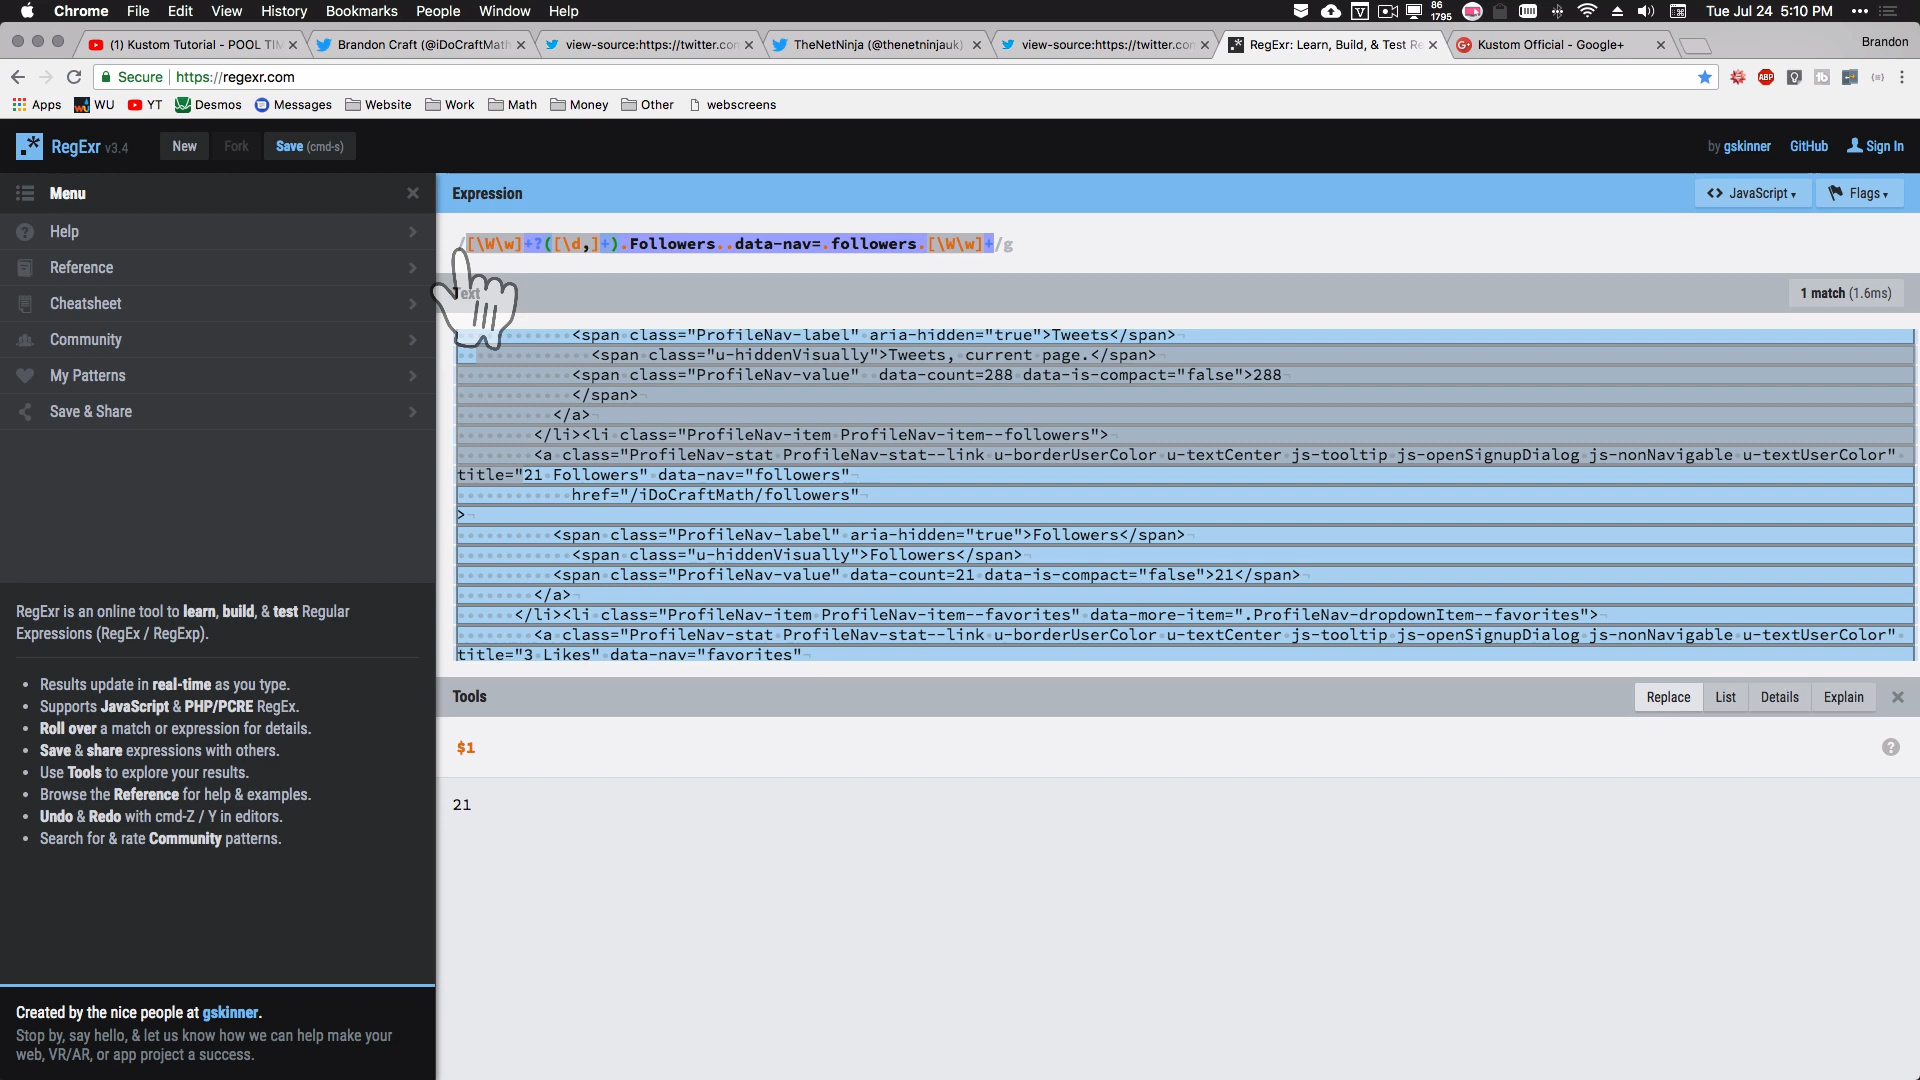 Chrome File Edit View History Bookmarks People Window Help
86
1795
Tue Jul 24 5:10 PM
(1) Kustom Tutorial - POOL TIM
Brandon Craft (@iDoCraftMath
view-source:https://twitter.con
TheNetNinja (@thenetninjauk)
view-source:https://twitter.con
RegExr: Learn, Build, & Test Re
Kustom Official - Google+
Brandon
Secure https://regexr.com
ABP
Apps WU YT Desmos Messages Website Work Math Money Other webscreens
RegExr v3.4 New Fork Save (cmd-s) by gskinner GitHub Sign In
Menu
Help
Reference
Cheatsheet
Community
My Patterns
Save & Share
RegExr is an online tool to learn, build, & test Regular
Expressions (RegEx / RegExp).
• Results update in real-time as you type.
• Supports JavaScript & PHP/PCRE RegEx.
• Roll over a match or expression for details.
• Save & share expressions with others.
• Use Tools to explore your results.
• Browse the Reference for help & examples.
• Undo & Redo with cmd-Z / Y in editors.
• Search for & rate Community patterns.
Created by the nice people at gskinner.
Stop by, say hello, & let us know how we can help make your
web, VR/AR, or app project a success.
Expression
JavaScript Flags
/[\W\w]+?([\d,]+).Followers..data-nav=.followers.[\W\w]+/g
Text
1 match (1.6ms)
<span class="ProfileNav-label" aria-hidden="true">Tweets</span>
<span class="u-hiddenVisually">Tweets, current page.</span>
<span class="ProfileNav-value"  data-count=288 data-is-compact="false">288
</span>
</a>
</li><li class="ProfileNav-item ProfileNav-item--followers">
<a class="ProfileNav-stat ProfileNav-stat--link u-borderUserColor u-textCenter js-tooltip js-openSignupDialog js-nonNavigable u-textUserColor"
title="21 Followers" data-nav="followers"
href="/iDoCraftMath/followers"
>
<span class="ProfileNav-label" aria-hidden="true">Followers</span>
<span class="u-hiddenVisually">Followers</span>
<span class="ProfileNav-value" data-count=21 data-is-compact="false">21</span>
</a>
</li><li class="ProfileNav-item ProfileNav-item--favorites" data-more-item=".ProfileNav-dropdownItem--favorites">
<a class="ProfileNav-stat ProfileNav-stat--link u-borderUserColor u-textCenter js-tooltip js-openSignupDialog js-nonNavigable u-textUserColor"
title="3 Likes" data-nav="favorites"
Tools
Replace List Details Explain
$1
21